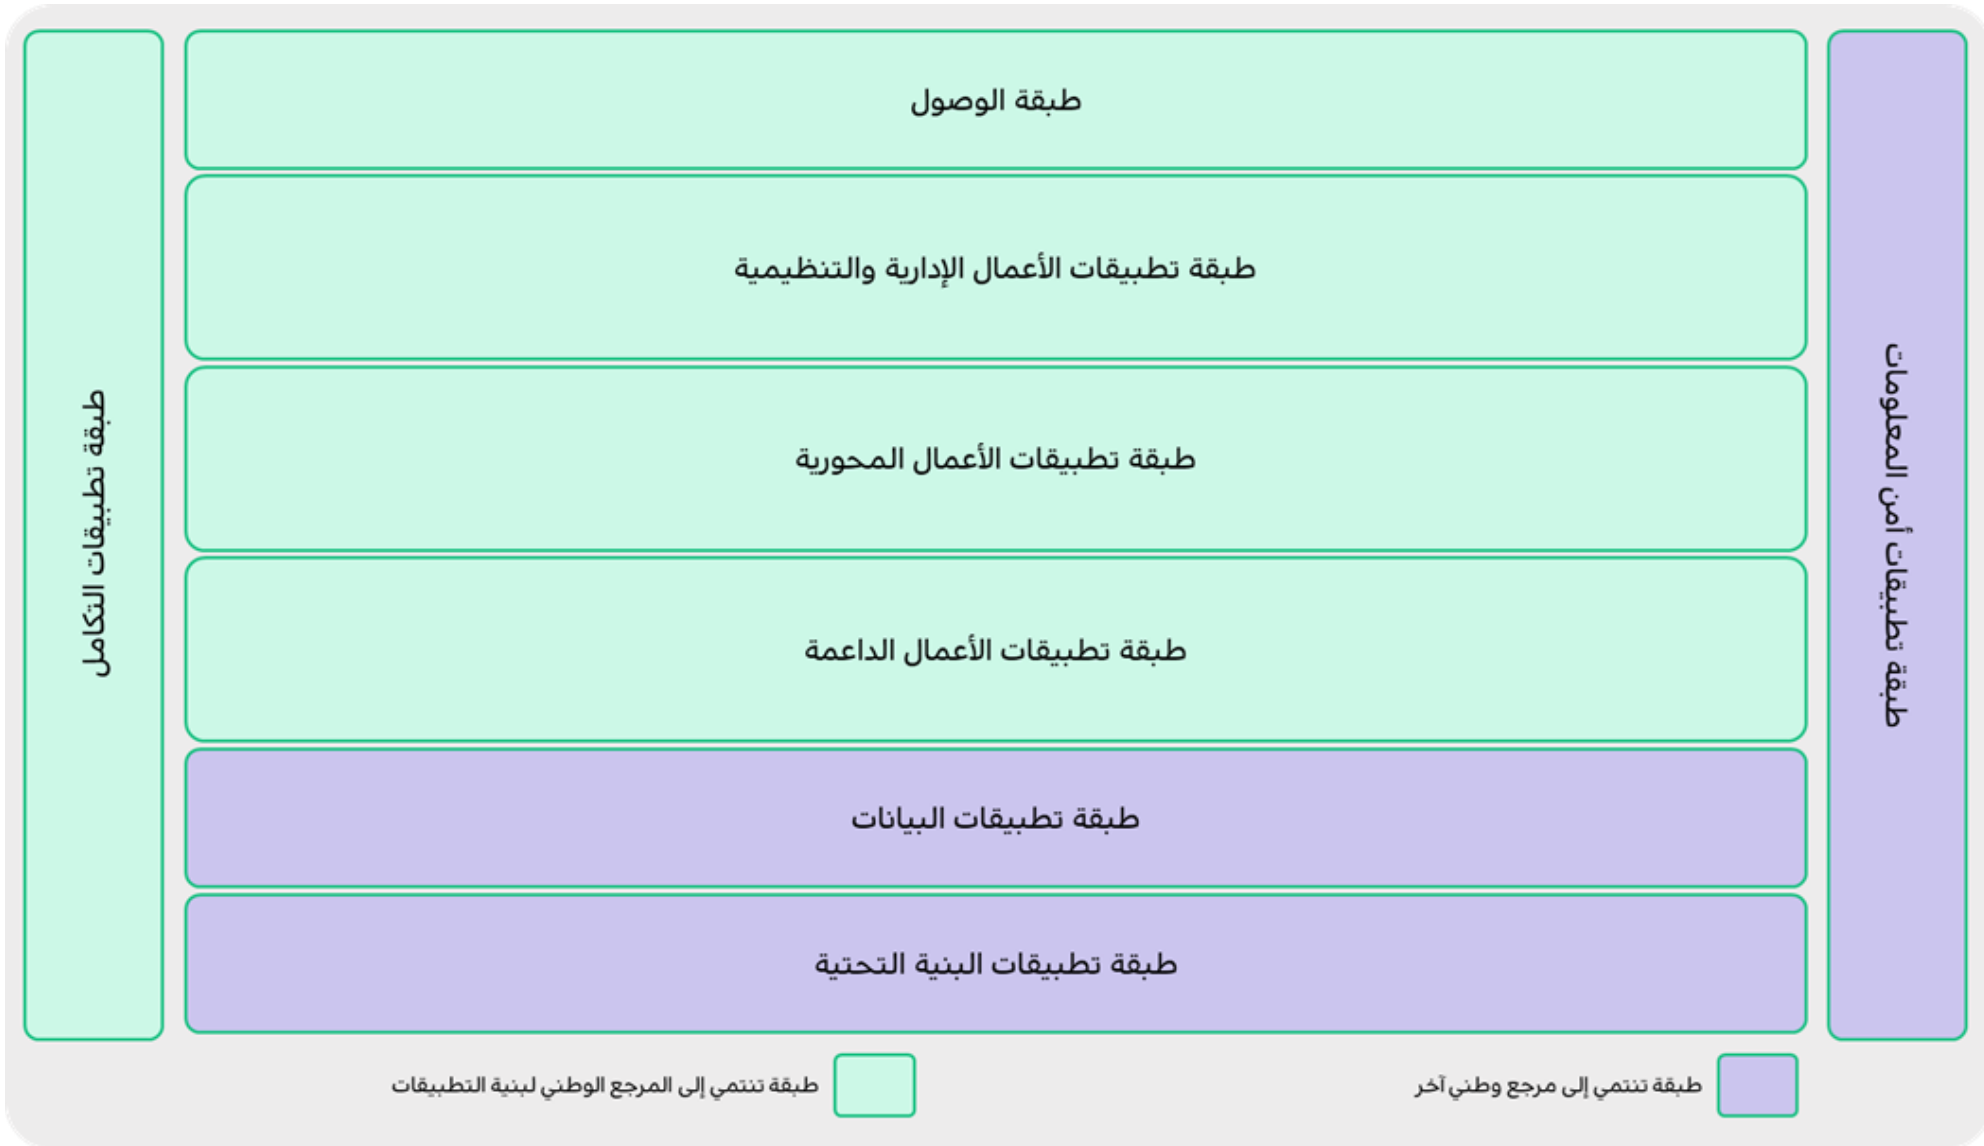 طبقة تطبيقات أمن المعلومات
طبقة الوصول
طبقة تطبيقات الأعمال الإدارية والتنظيمية
طبقة تطبيقات الأعمال المحورية
طبقة تطبيقات الأعمال الداعمة
طبقة تطبيقات البيانات
طبقة تطبيقات البنية التحتية
طبقة تطبيقات التكامل
طبقة تنتمي إلى مرجع وطني آخر
طبقة تنتمي إلى المرجع الوطني لبنية التطبيقات